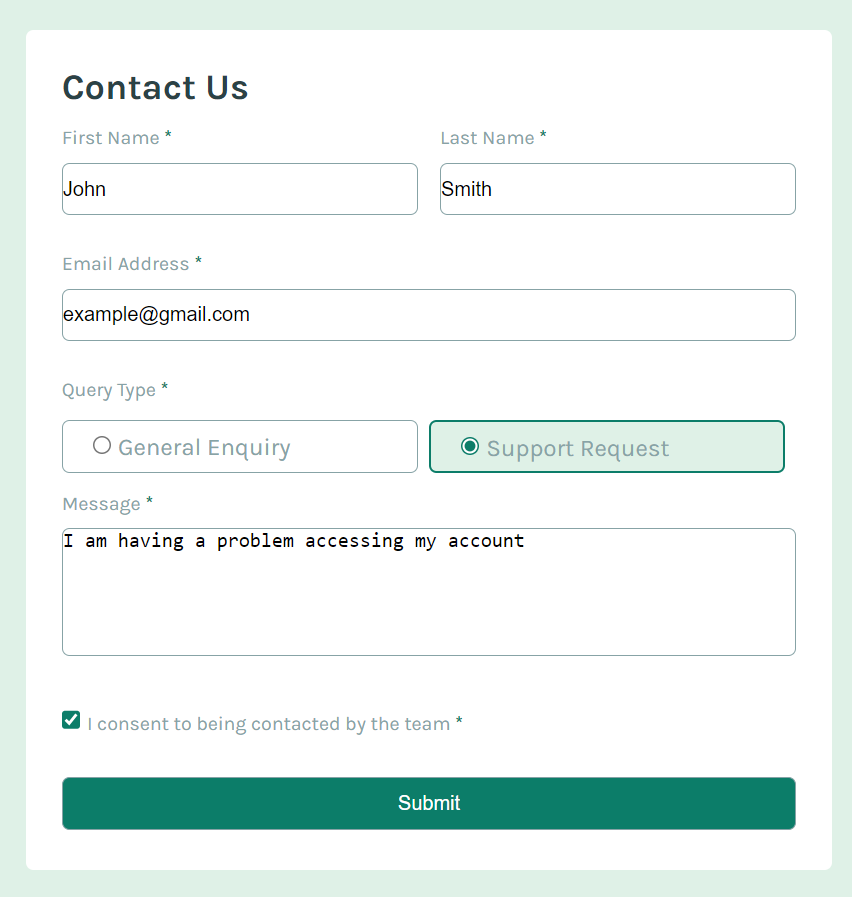 Contact Us
First Name * Last Name *
John Smith
Email Address *
example@gmail.com
Query Type *
General Enquiry Support Request
Message *
I am having a problem accessing my account
I consent to being contacted by the team *
Submit